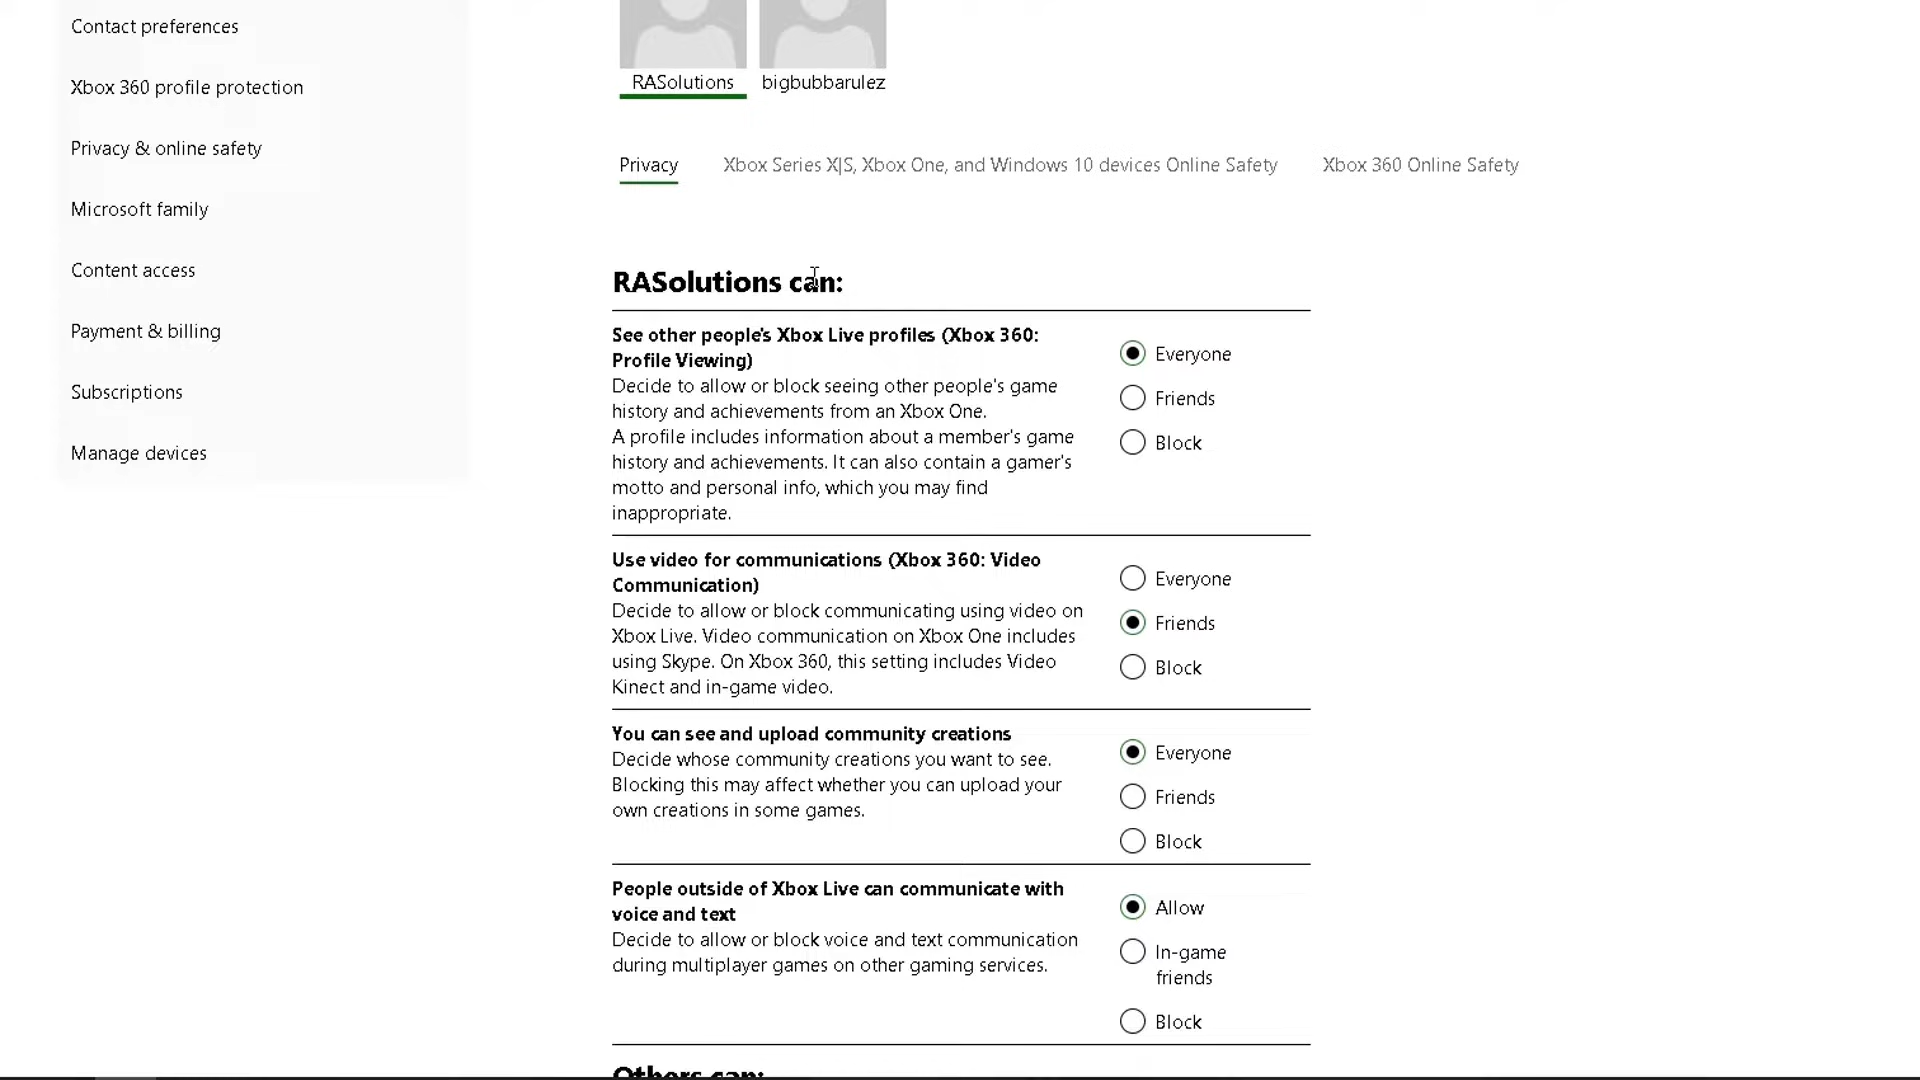 Contact preferences
Xbox 360 profile protection
Privacy & online safety
Microsoft family
Content access
Payment & billing
Subscriptions
Manage devices
RASolutions
bigbubbarulez
Privacy
Xbox Series X|S, Xbox One, and Windows 10 devices Online Safety
Xbox 360 Online Safety
RASolutions can:
See other people's Xbox Live profiles (Xbox 360:
Profile Viewing)
Decide to allow or block seeing other people's game
history and achievements from an Xbox One.
A profile includes information about a member's game
history and achievements. It can also contain a gamer's
motto and personal info, which you may find
inappropriate.
Everyone
Friends
Block
Use video for communications (Xbox 360: Video
Communication)
Decide to allow or block communicating using video on
Xbox Live. Video communication on Xbox One includes
using Skype. On Xbox 360, this setting includes Video
Kinect and in-game video.
Everyone
Friends
Block
You can see and upload community creations
Decide whose community creations you want to see.
Blocking this may affect whether you can upload your
own creations in some games.
Everyone
Friends
Block
People outside of Xbox Live can communicate with
voice and text
Decide to allow or block voice and text communication
during multiplayer games on other gaming services.
Allow
In-game
friends
Block
Others can: